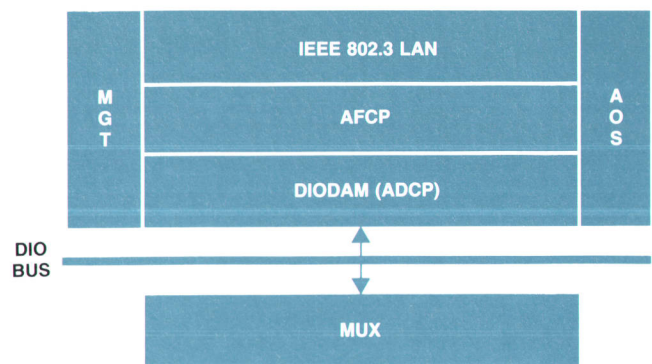 IEEE 802.3 LAN
M
G
T
AFCP
A
O
S
DIODAM (ADCP)
DIO
BUS
MUX